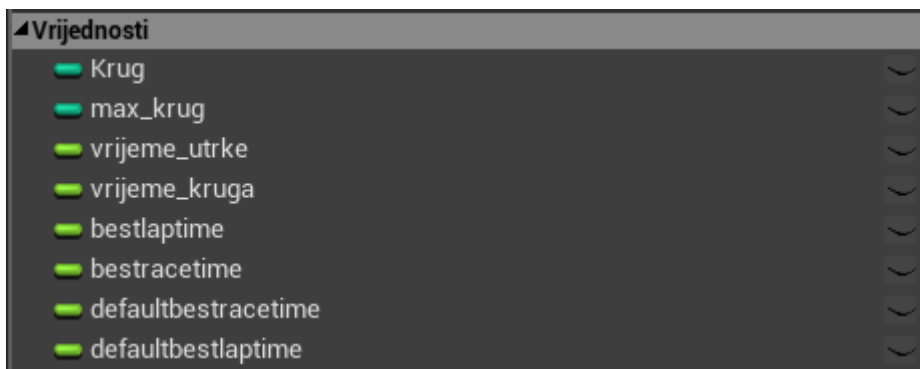 Vrijednosti
Krug
max_krug
vrijeme_utrke
vrijeme_kruga
bestlaptime
bestracetime
defaultbestracetime
defaultbestlaptime